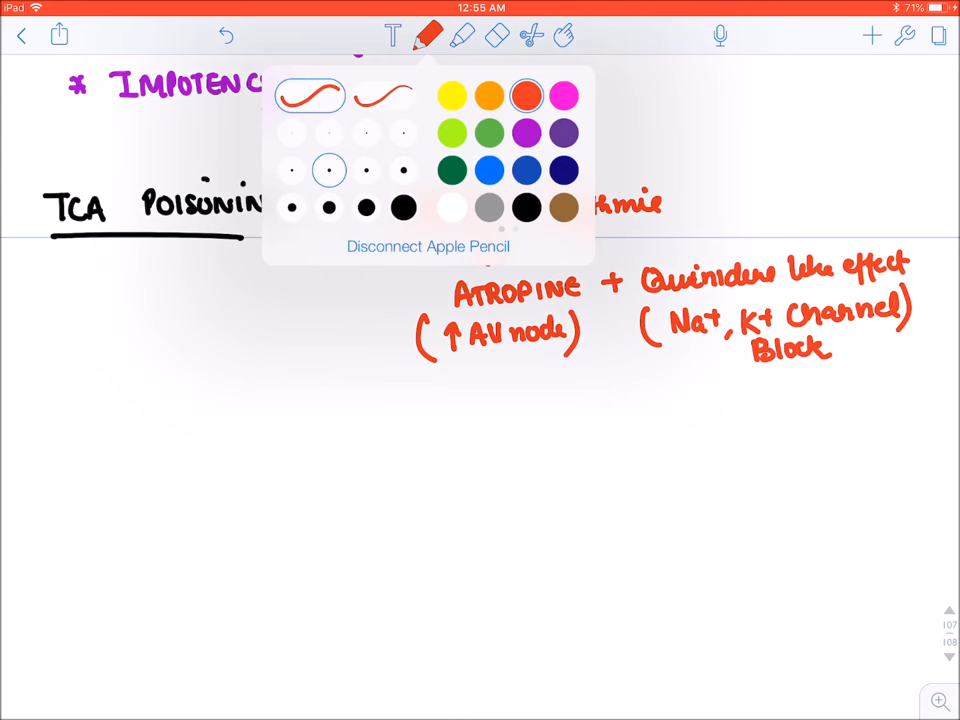 iPad 12:55 AM 71%
T
* IMPOTENC
TCA POISONIN thmie
Disconnect Apple Pencil
ATROPINE + Quinidine like effect
(↑ AV node) (Na+, K+ Channel)
Block
107
108